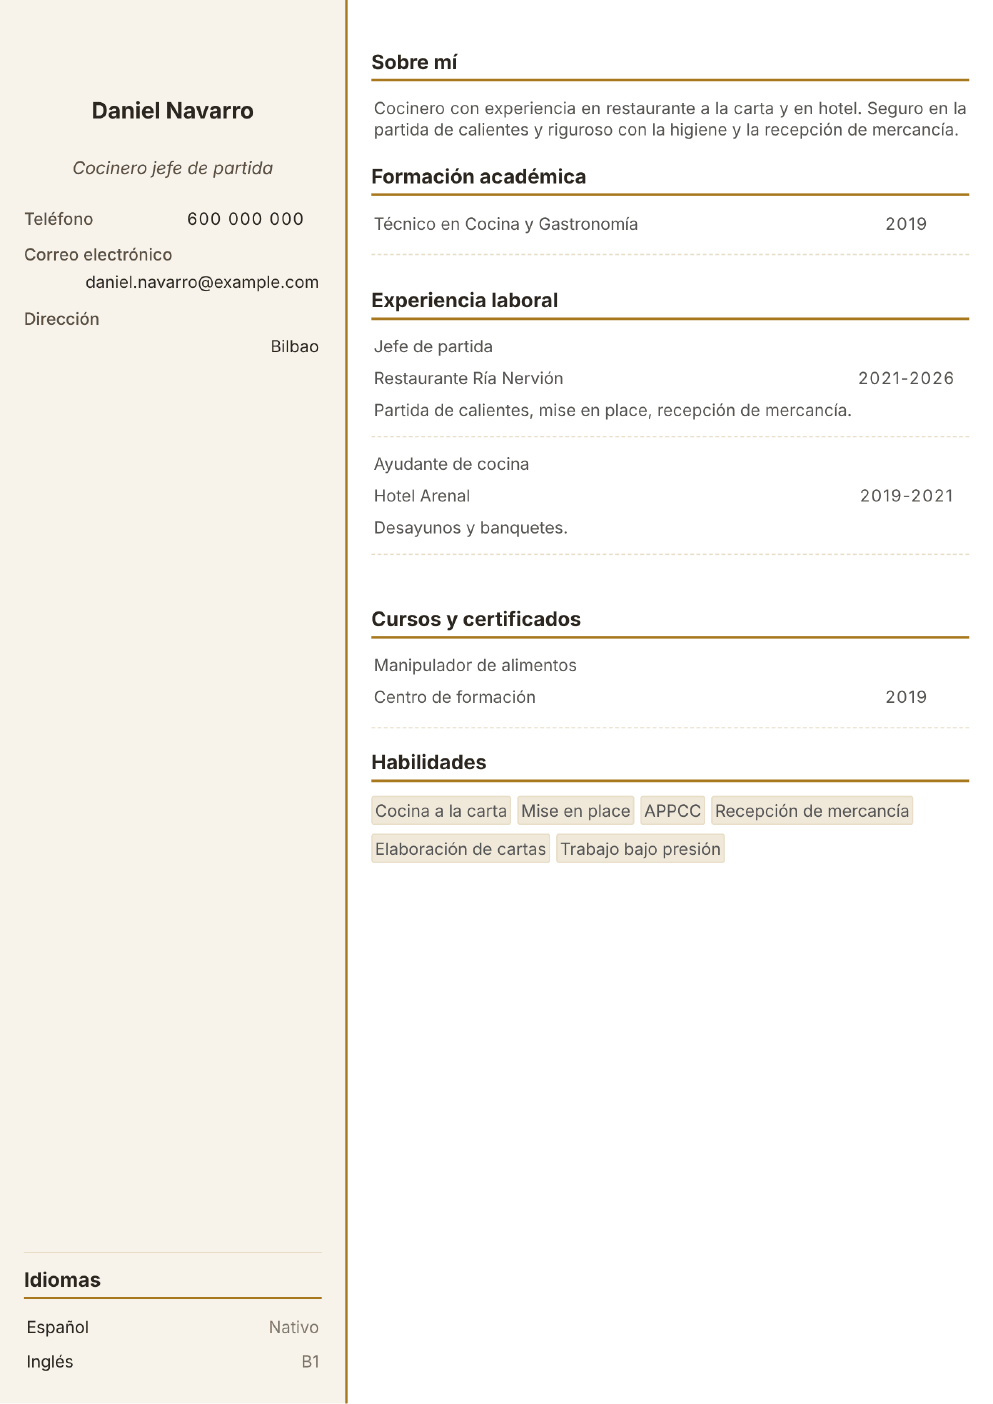 Daniel Navarro
Cocinero jefe de partida
Teléfono 600 000 000
Correo electrónico
daniel.navarro@example.com
Dirección
Bilbao
Idiomas
Español Nativo
Inglés B1
Sobre mí
Cocinero con experiencia en restaurante a la carta y en hotel. Seguro en la
partida de calientes y riguroso con la higiene y la recepción de mercancía.
Formación académica
Técnico en Cocina y Gastronomía 2019
Experiencia laboral
Jefe de partida
Restaurante Ría Nervión 2021-2026
Partida de calientes, mise en place, recepción de mercancía.
Ayudante de cocina
Hotel Arenal 2019-2021
Desayunos y banquetes.
Cursos y certificados
Manipulador de alimentos
Centro de formación 2019
Habilidades
Cocina a la carta Mise en place APPCC Recepción de mercancía
Elaboración de cartas Trabajo bajo presión